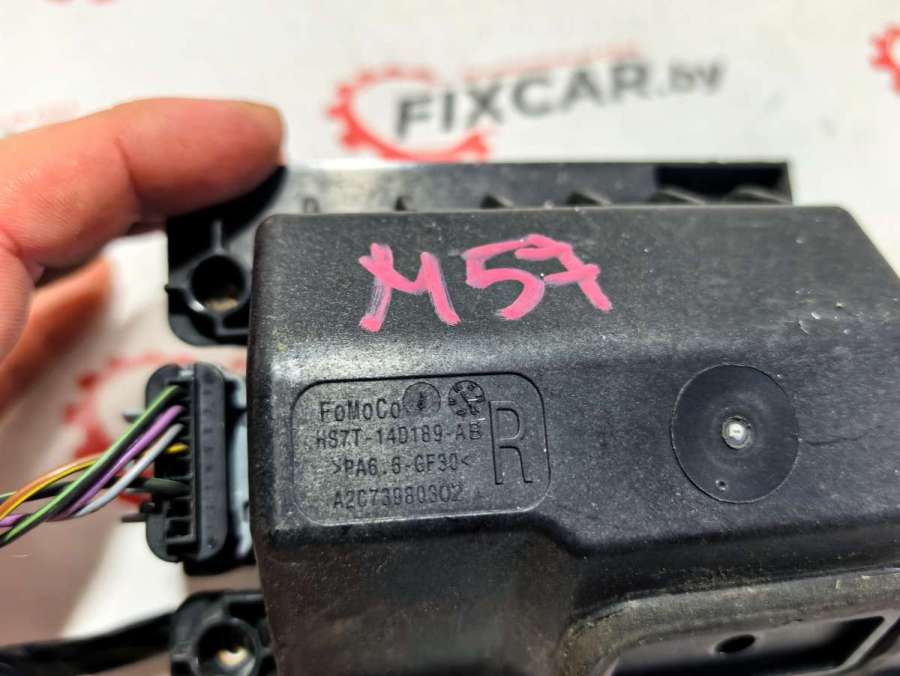 FIXCAR.by
M57
FoMoCo
HS7T-14D189-AB
>PA6.6-GF30<
A2C73980302
R